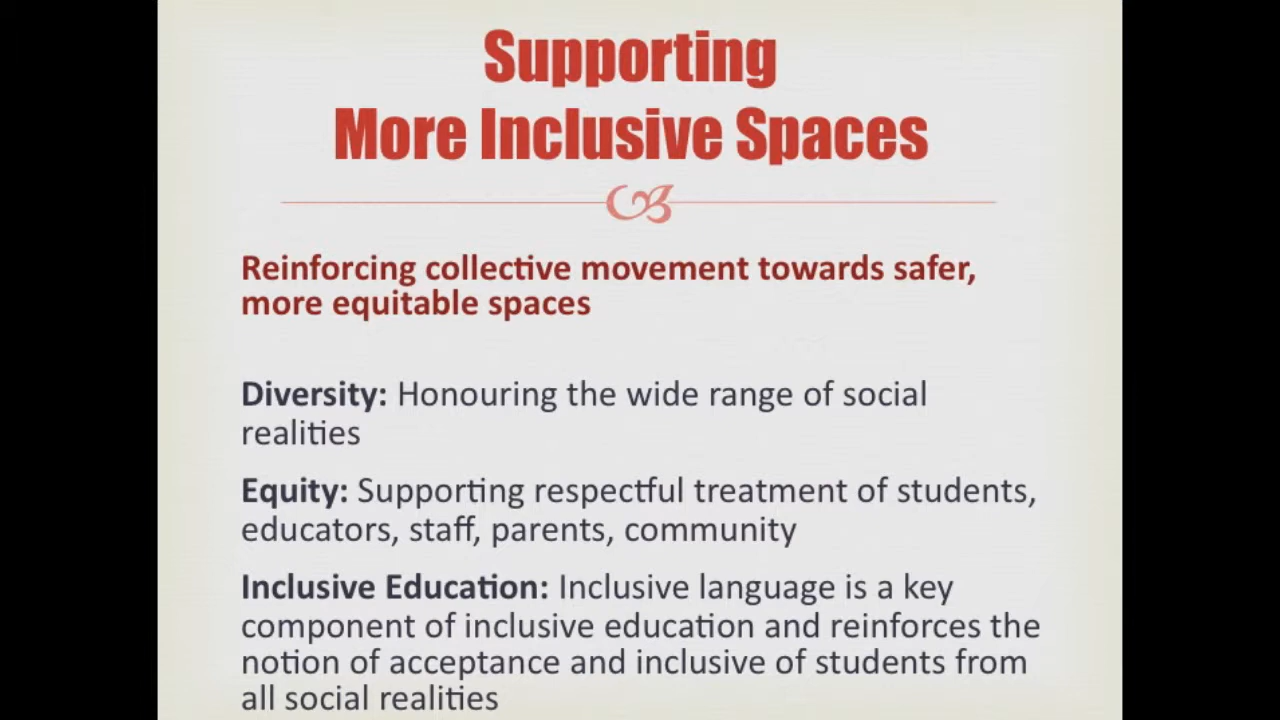 Supporting
More Inclusive Spaces
Reinforcing collective movement towards safer,
more equitable spaces
Diversity: Honouring the wide range of social
realities
Equity: Supporting respectful treatment of students,
educators, staff, parents, community
Inclusive Education: Inclusive language is a key
component of inclusive education and reinforces the
notion of acceptance and inclusive of students from
all social realities